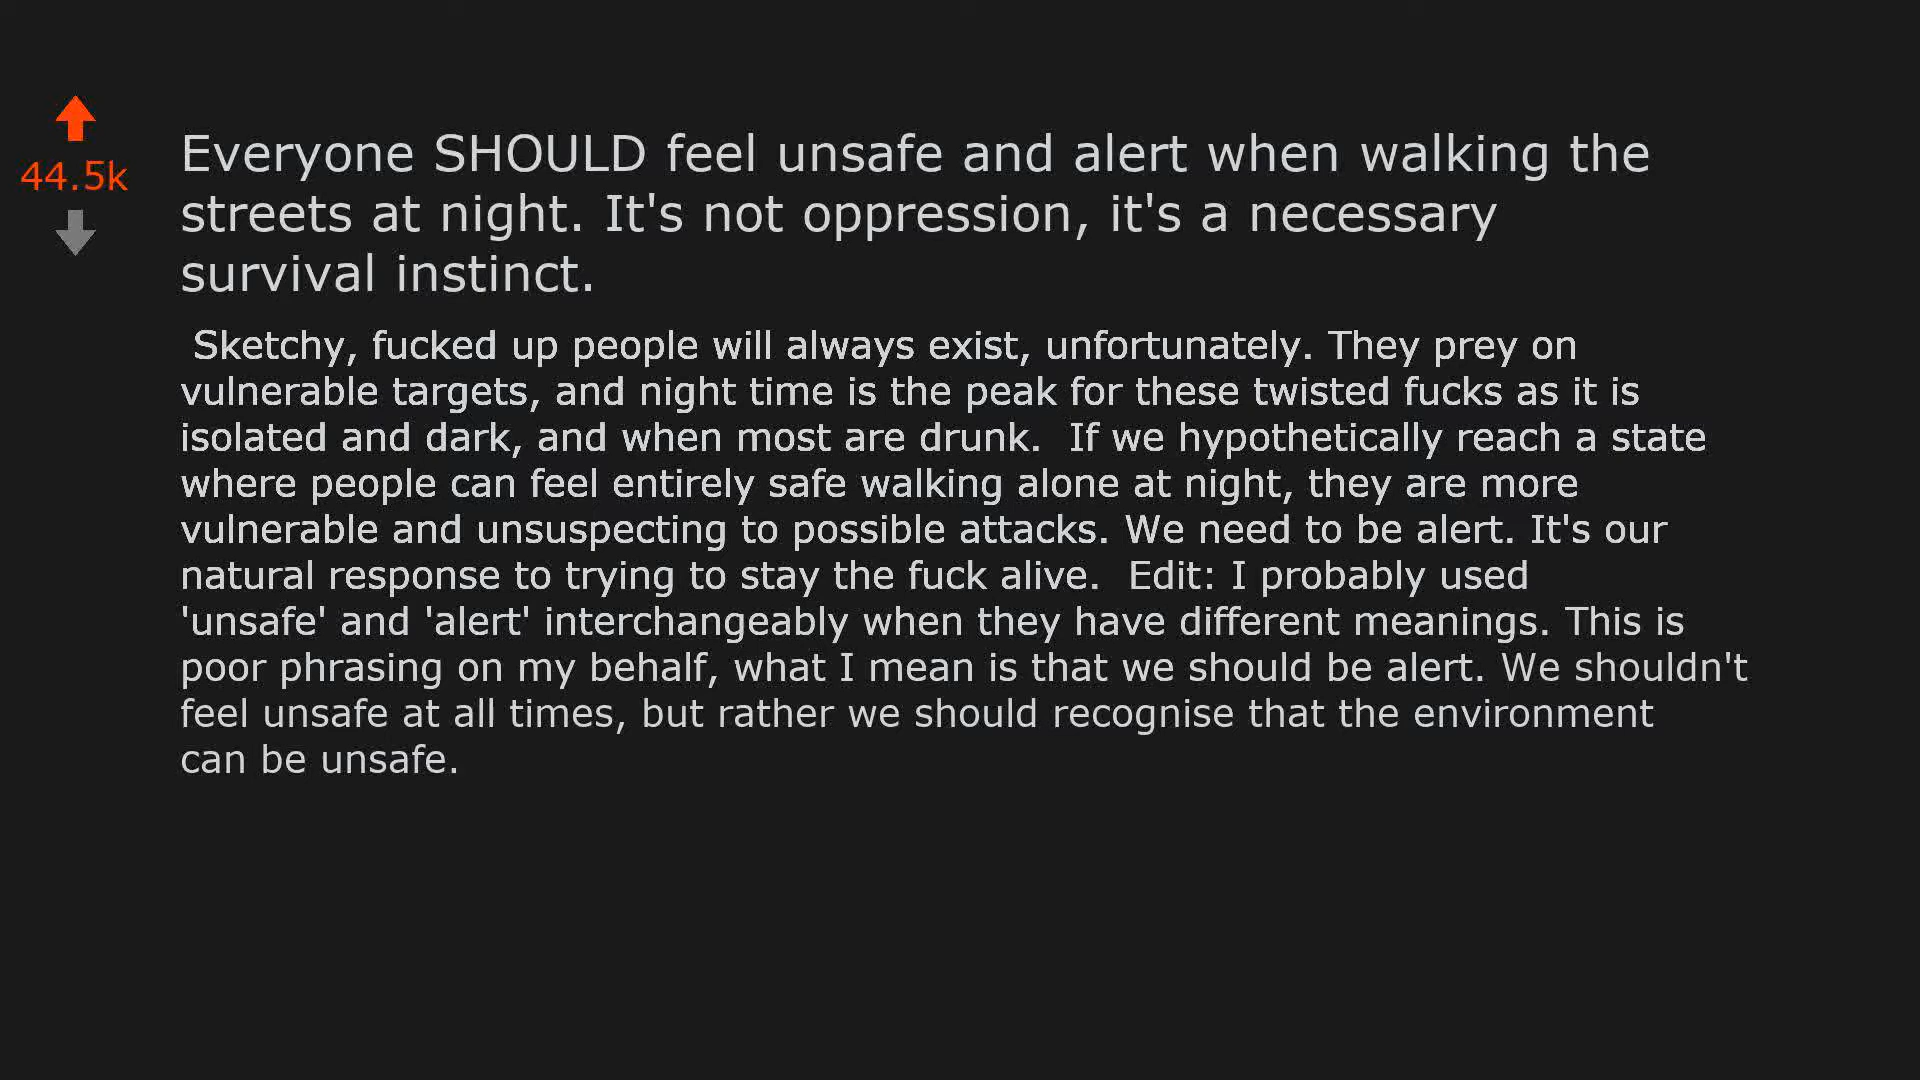 44.5k
Everyone SHOULD feel unsafe and alert when walking the
streets at night. It's not oppression, it's a necessary
survival instinct.
Sketchy, fucked up people will always exist, unfortunately. They prey on
vulnerable targets, and night time is the peak for these twisted fucks as it is
isolated and dark, and when most are drunk.  If we hypothetically reach a state
where people can feel entirely safe walking alone at night, they are more
vulnerable and unsuspecting to possible attacks. We need to be alert. It's our
natural response to trying to stay the fuck alive.  Edit: I probably used
'unsafe' and 'alert' interchangeably when they have different meanings. This is
poor phrasing on my behalf, what I mean is that we should be alert. We shouldn't
feel unsafe at all times, but rather we should recognise that the environment
can be unsafe.